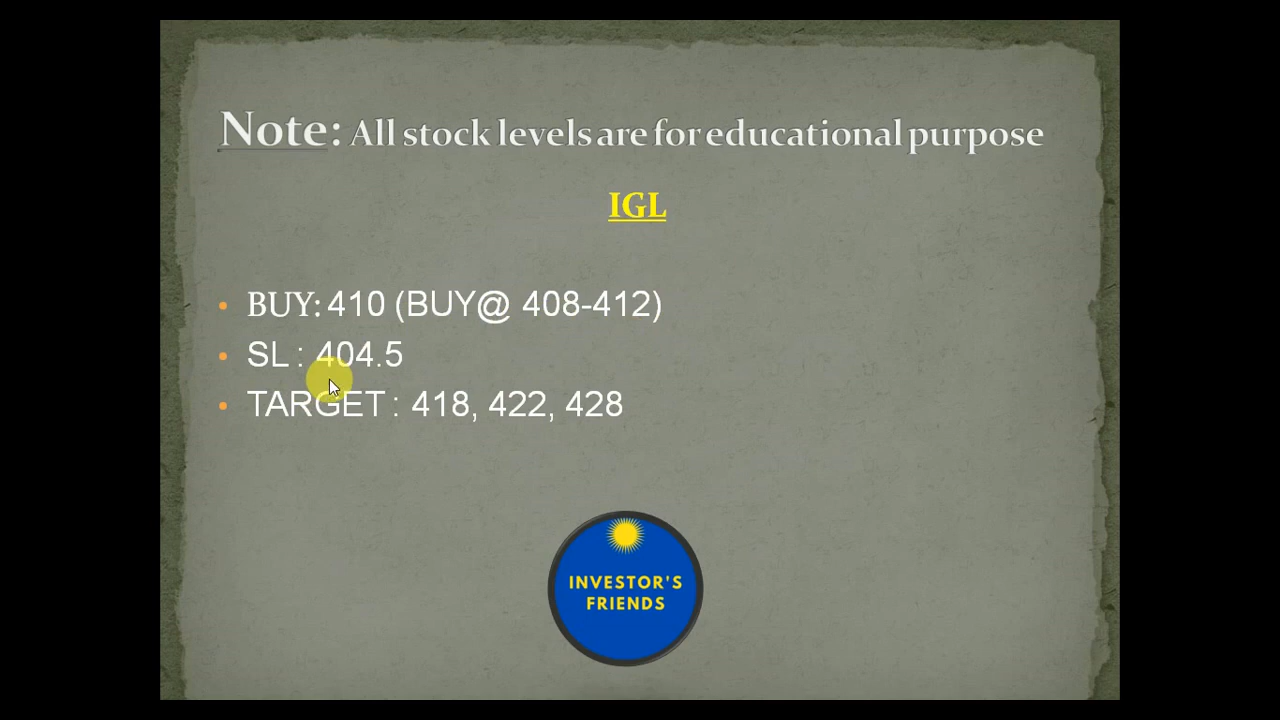 Note: All stock levels are for educational purpose
IGL
• BUY: 410 (BUY@ 408-412)
• SL : 404.5
• TARGET : 418, 422, 428
INVESTOR'S
FRIENDS